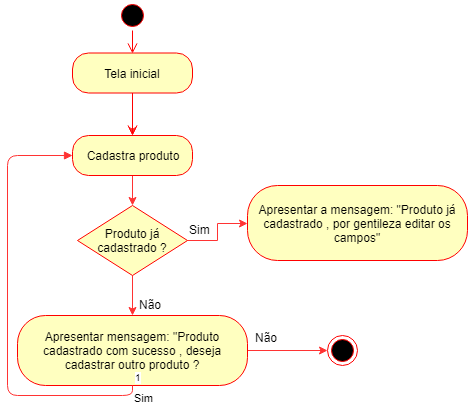 Tela inicial
Cadastra produto
Produto já
cadastrado ?
Sim
Apresentar a mensagem: "Produto já
cadastrado , por gentileza editar os
campos"
Não
Apresentar mensagem: "Produto
cadastrado com sucesso , deseja
cadastrar outro produto ?
1
Não
Sim